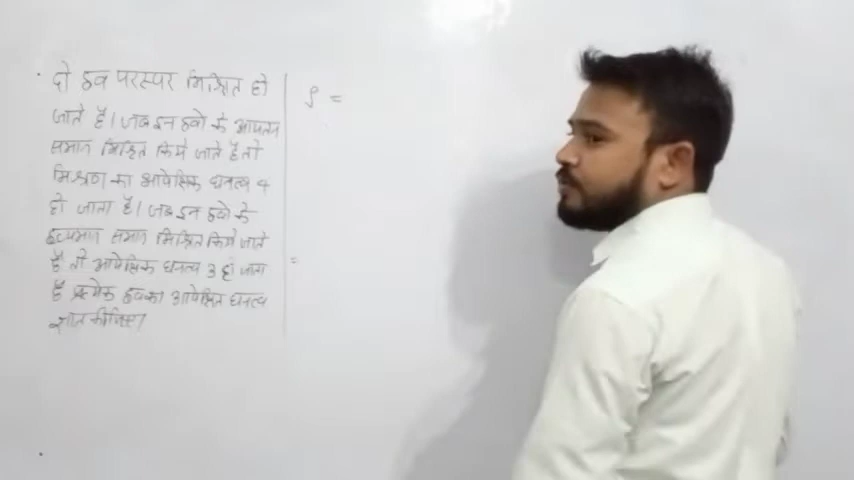 दो द्रव परस्पर मिश्रित हो
जाते है। जब इन द्रवो के आयतन
समान मिश्रित किये जाते है तो
मिश्रण का आपेक्षिक घनत्व 4
हो जाता है। जब इन द्रवो के
द्रव्यमान समान मिश्रित किये जाते
है तो आपेक्षिक घनत्व 3 हो जाता
है प्रत्येक द्रव का आपेक्षित घनत्व
ज्ञात कीजिए।
ρ =
=